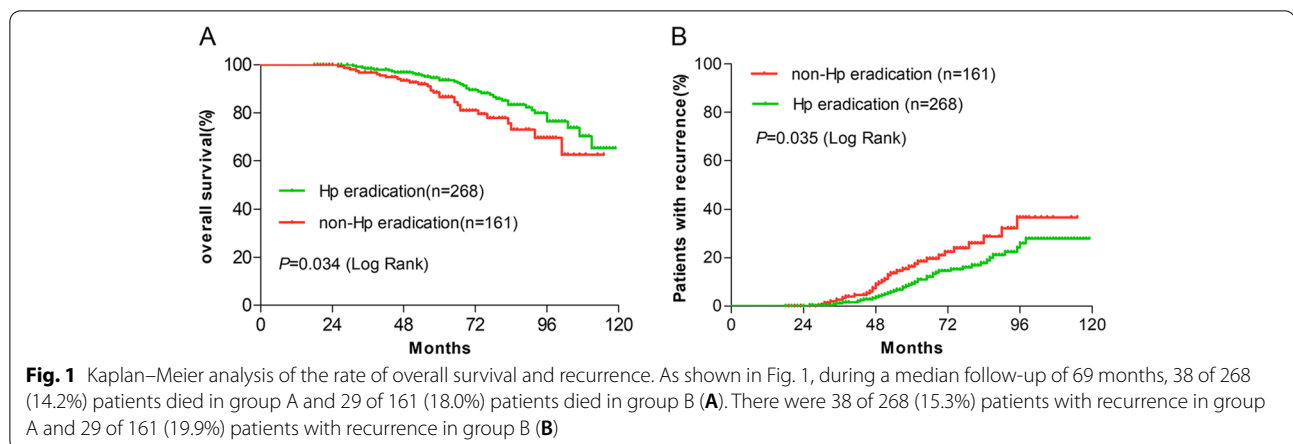 A
100
80
60
40
20
0
overall survival(%)
Hp eradication(n=268)
non-Hp eradication(n=161)
P=0.034 (Log Rank)
0 24 48 72 96 120
Months
B
100
80
60
40
20
0
Patients with recurrence(%)
non-Hp eradication (n=161)
Hp eradication (n=268)
P=0.035 (Log Rank)
0 24 48 72 96 120
Months
Fig. 1 Kaplan–Meier analysis of the rate of overall survival and recurrence. As shown in Fig. 1, during a median follow-up of 69 months, 38 of 268
(14.2%) patients died in group A and 29 of 161 (18.0%) patients died in group B (A). There were 38 of 268 (15.3%) patients with recurrence in group
A and 29 of 161 (19.9%) patients with recurrence in group B (B)